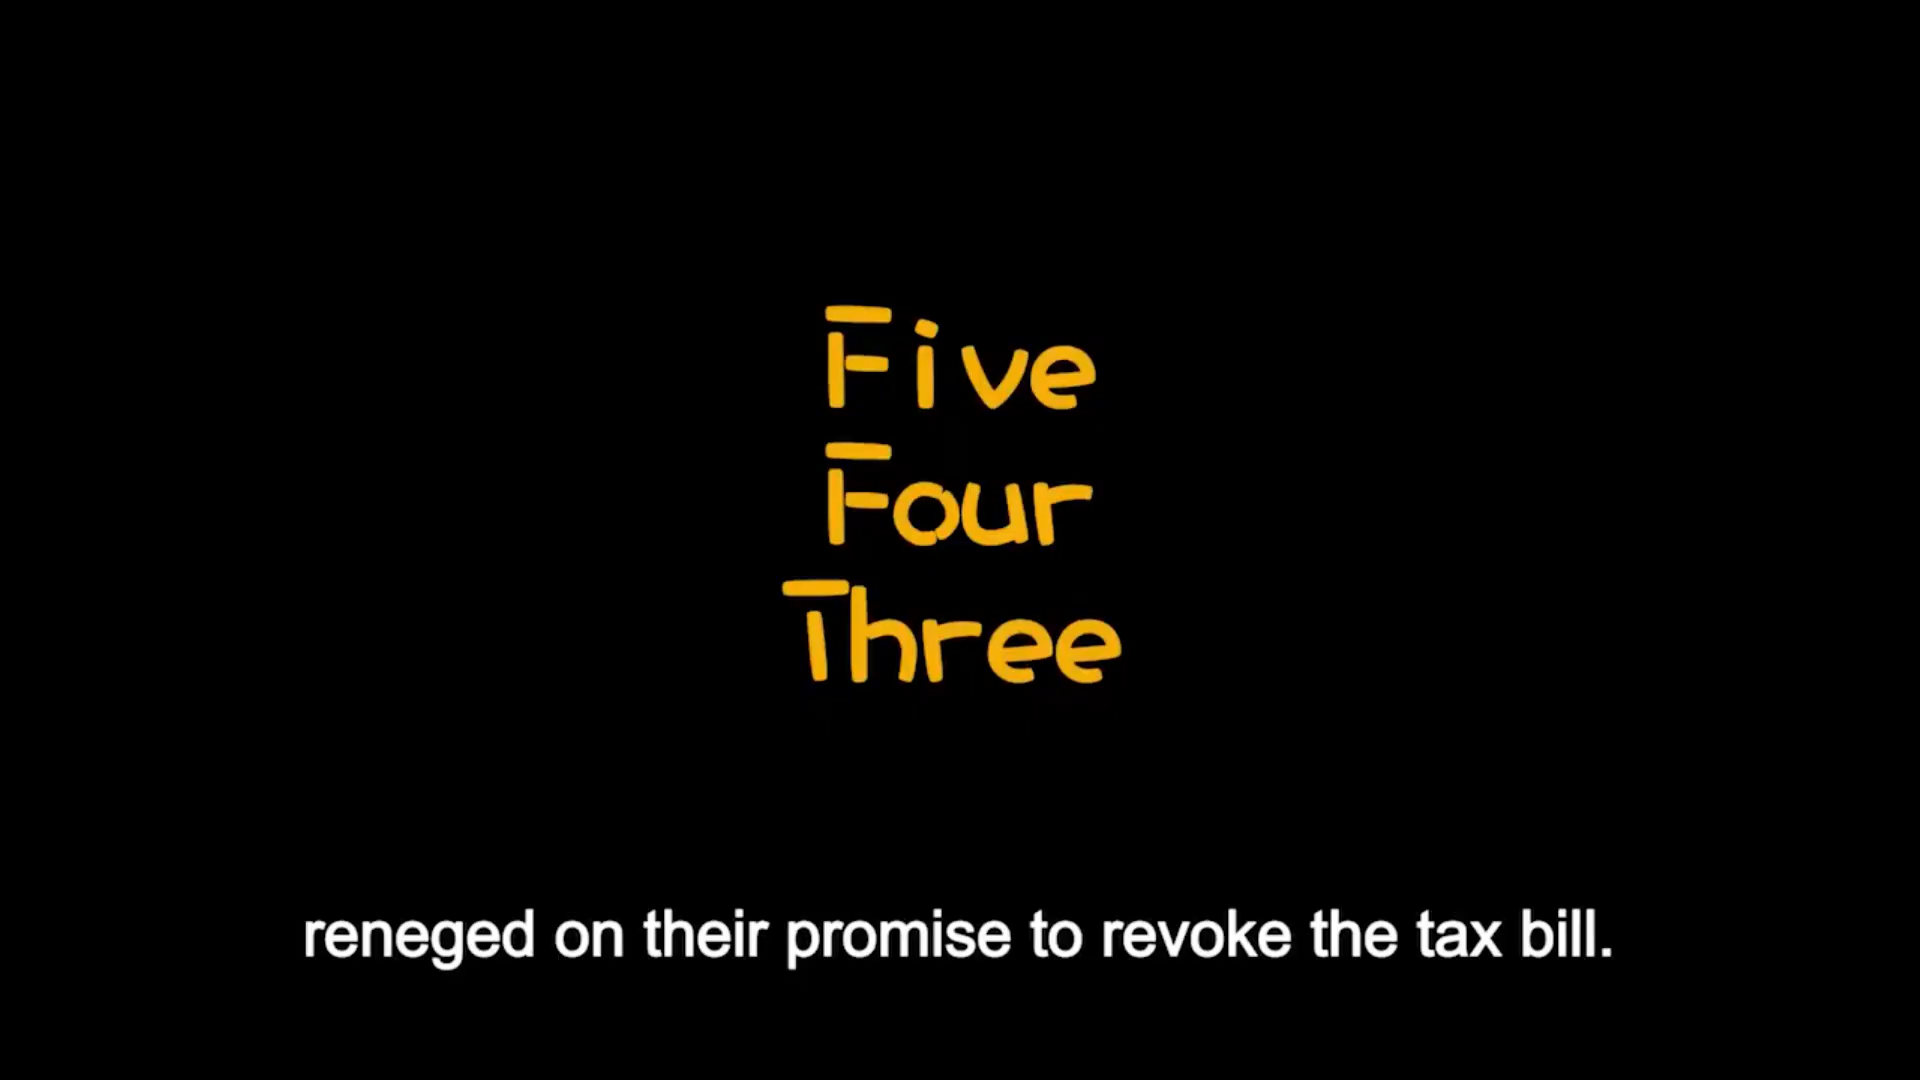 Five
Four
Three
reneged on their promise to revoke the tax bill.